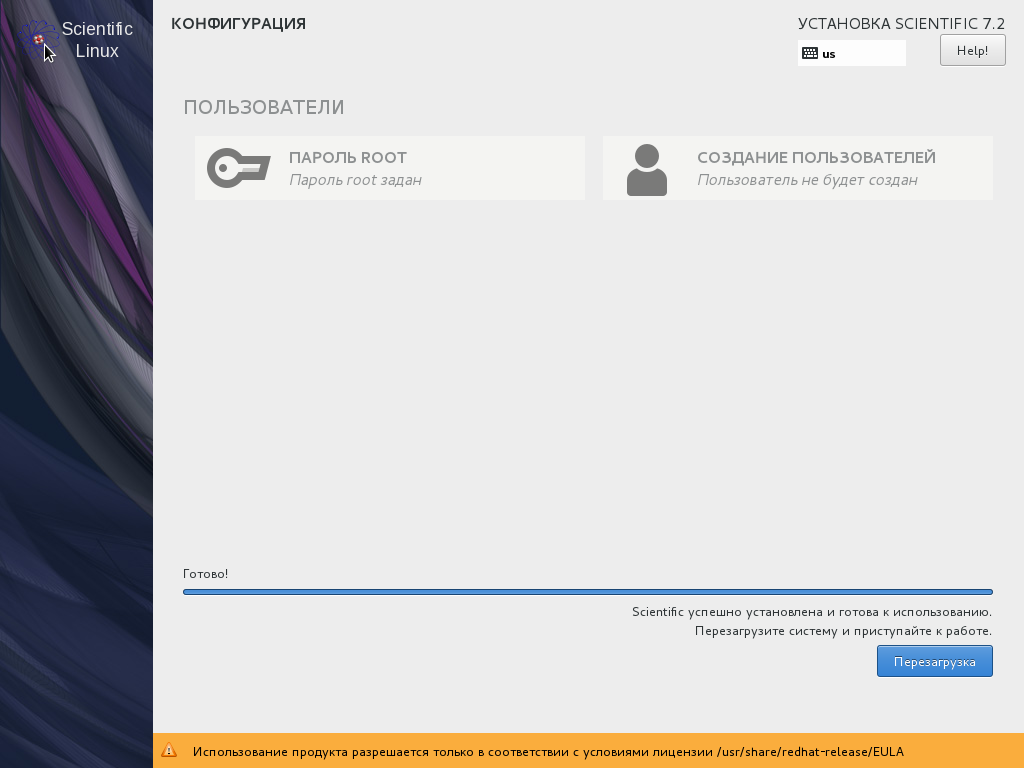 Scientific
Linux
КОНФИГУРАЦИЯ
УСТАНОВКА SCIENTIFIC 7.2
us
Help!
ПОЛЬЗОВАТЕЛИ
ПАРОЛЬ ROOT
Пароль root задан
СОЗДАНИЕ ПОЛЬЗОВАТЕЛЕЙ
Пользователь не будет создан
Готово!
Scientific успешно установлена и готова к использованию.
Перезагрузите систему и приступайте к работе.
Перезагрузка
Использование продукта разрешается только в соответствии с условиями лицензии /usr/share/redhat-release/EULA